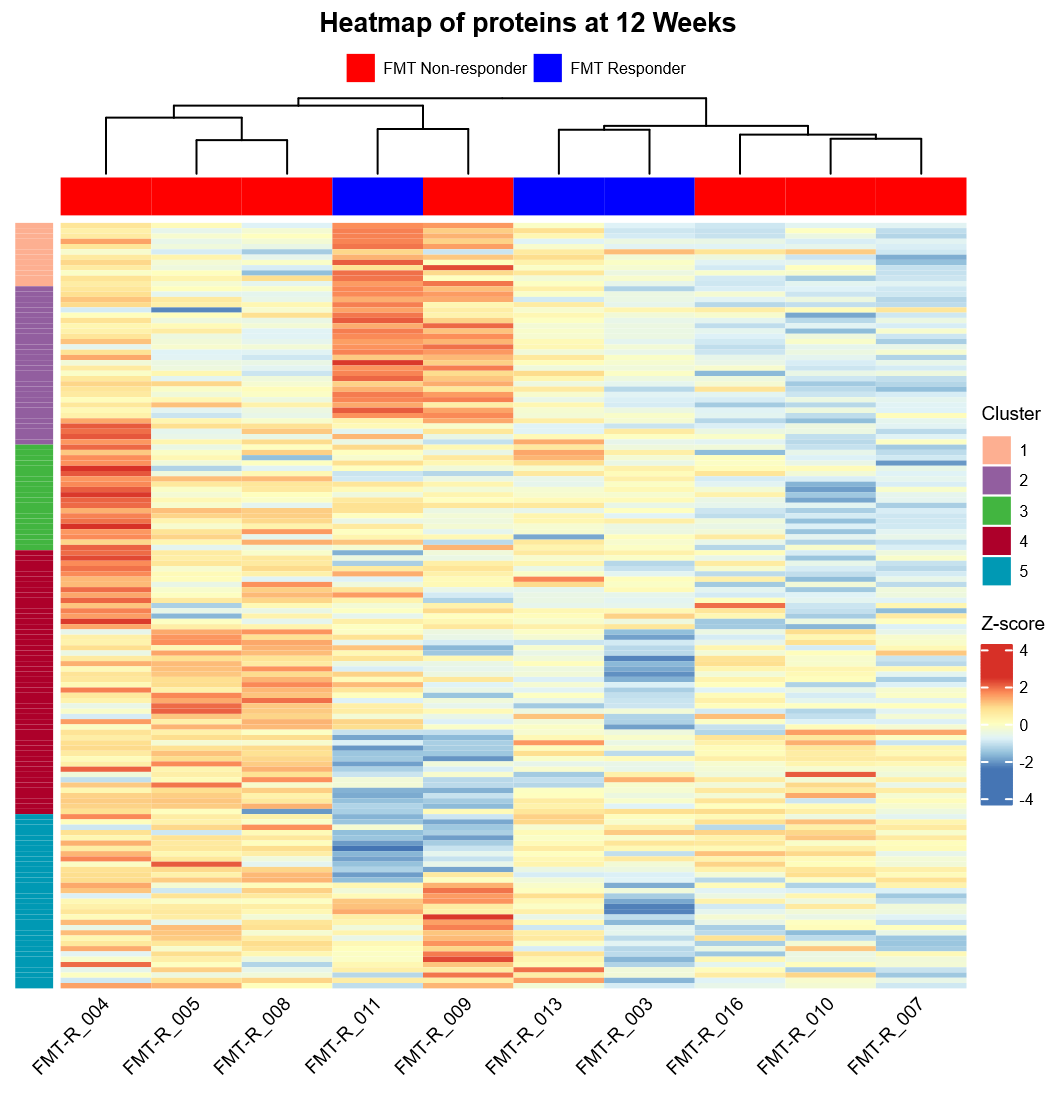 Heatmap of proteins at 12 Weeks
FMT Non-responder FMT Responder
Cluster
1
2
3
4
5
Z-score
4
2
0
-2
-4
FMT-R_004 FMT-R_005 FMT-R_008 FMT-R_011 FMT-R_009 FMT-R_013 FMT-R_003 FMT-R_016 FMT-R_010 FMT-R_007